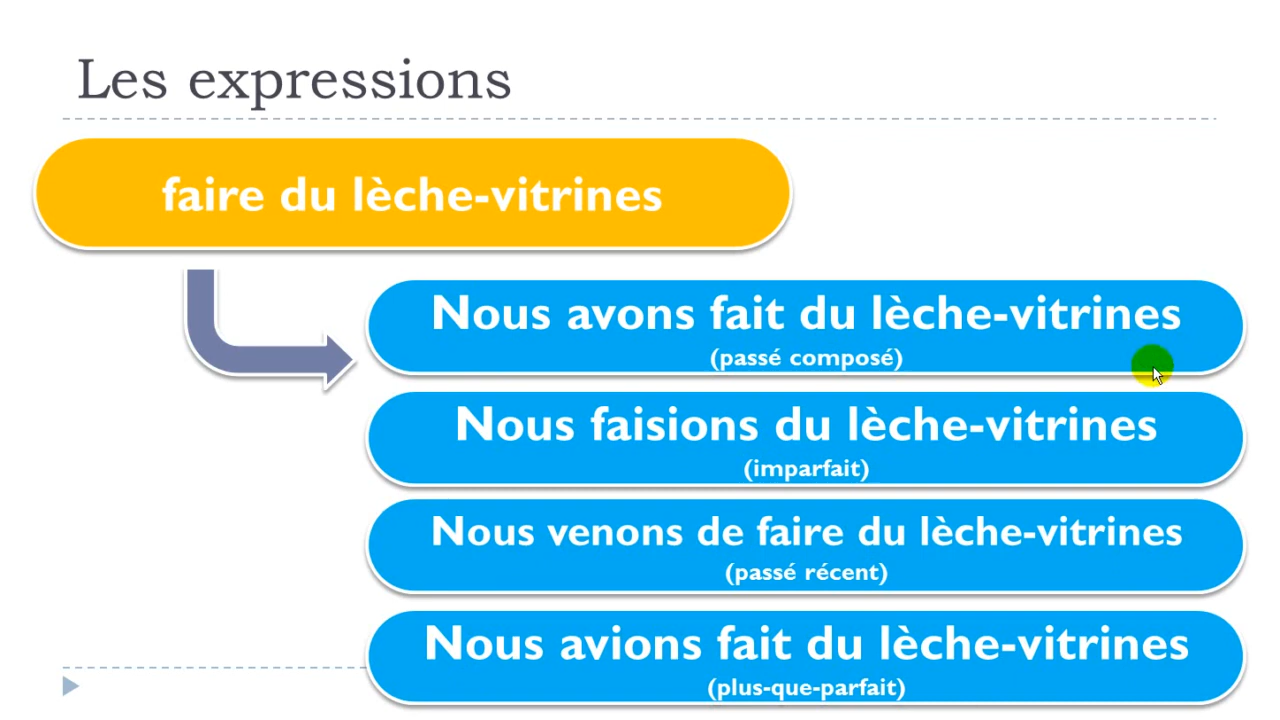 Les expressions
faire du lèche-vitrines
Nous avons fait du lèche-vitrines
(passé composé)
Nous faisions du lèche-vitrines
(imparfait)
Nous venons de faire du lèche-vitrines
(passé récent)
Nous avions fait du lèche-vitrines
(plus-que-parfait)